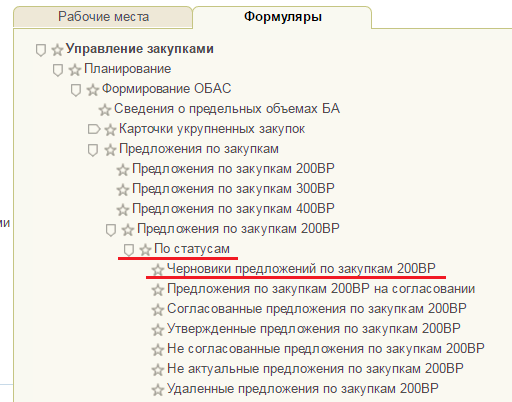 Рабочие места
Формуляры
Управление закупками
Планирование
Формирование ОБАС
Сведения о предельных объемах БА
Карточки укрупненных закупок
Предложения по закупкам
Предложения по закупкам 200ВР
Предложения по закупкам 300ВР
Предложения по закупкам 400ВР
ми
Предложения по закупкам 200ВР
По статусам
Черновики предложений по закупкам 200ВР
Предложения по закупкам 200ВР на согласовании
Согласованные предложения по закупкам 200ВР
Утвержденные предложения по закупкам 200ВР
Не согласованные предложения по закупкам 200ВР
Не актуальные предложения по закупкам 200ВР
Удаленные предложения по закупкам 200ВР